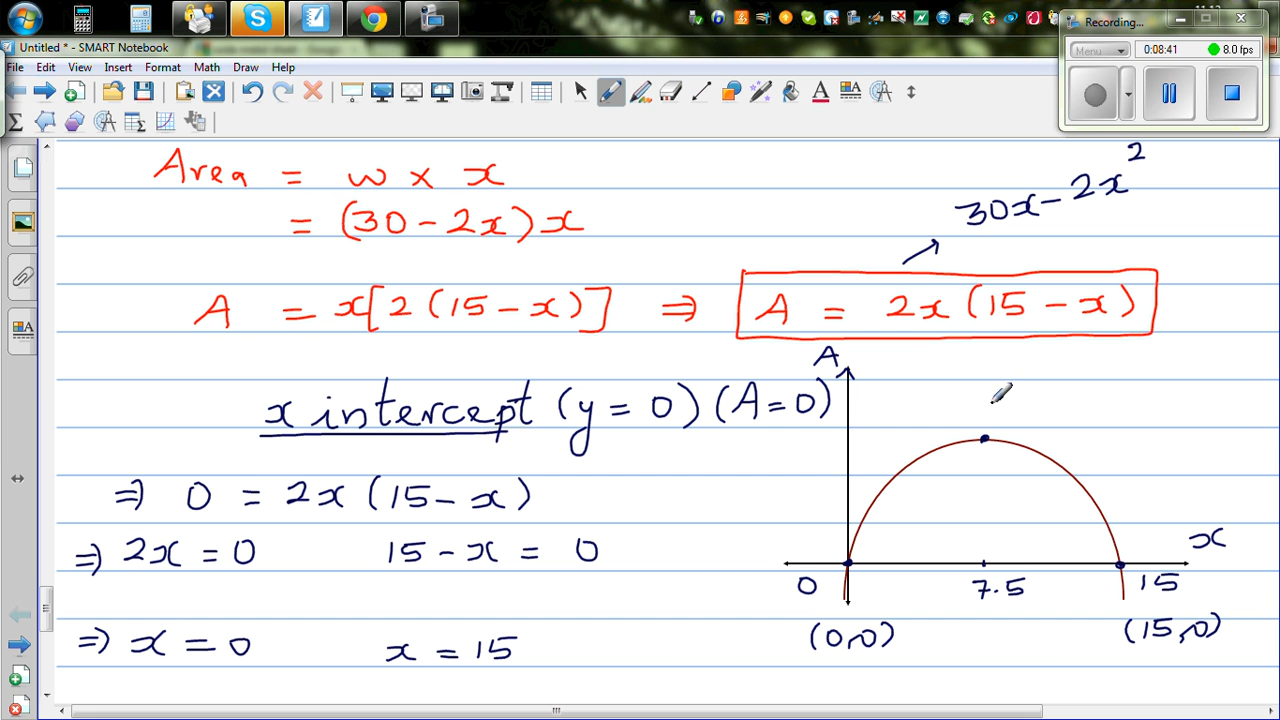 Recording...
Menu
0:08:41
8.0 fps
Untitled * - SMART Notebook
File Edit View Insert Format Math Draw Help
Area = w × x
= (30 - 2x)x
30x - 2x²
A = x[2(15 - x)] ⇒ A = 2x(15 - x)
x intercept (y = 0) (A = 0)
A
⇒ 0 = 2x(15 - x)
⇒ 2x = 0 15 - x = 0
x
0 7.5 15
(0,0) (15,0)
⇒ x = 0 x = 15